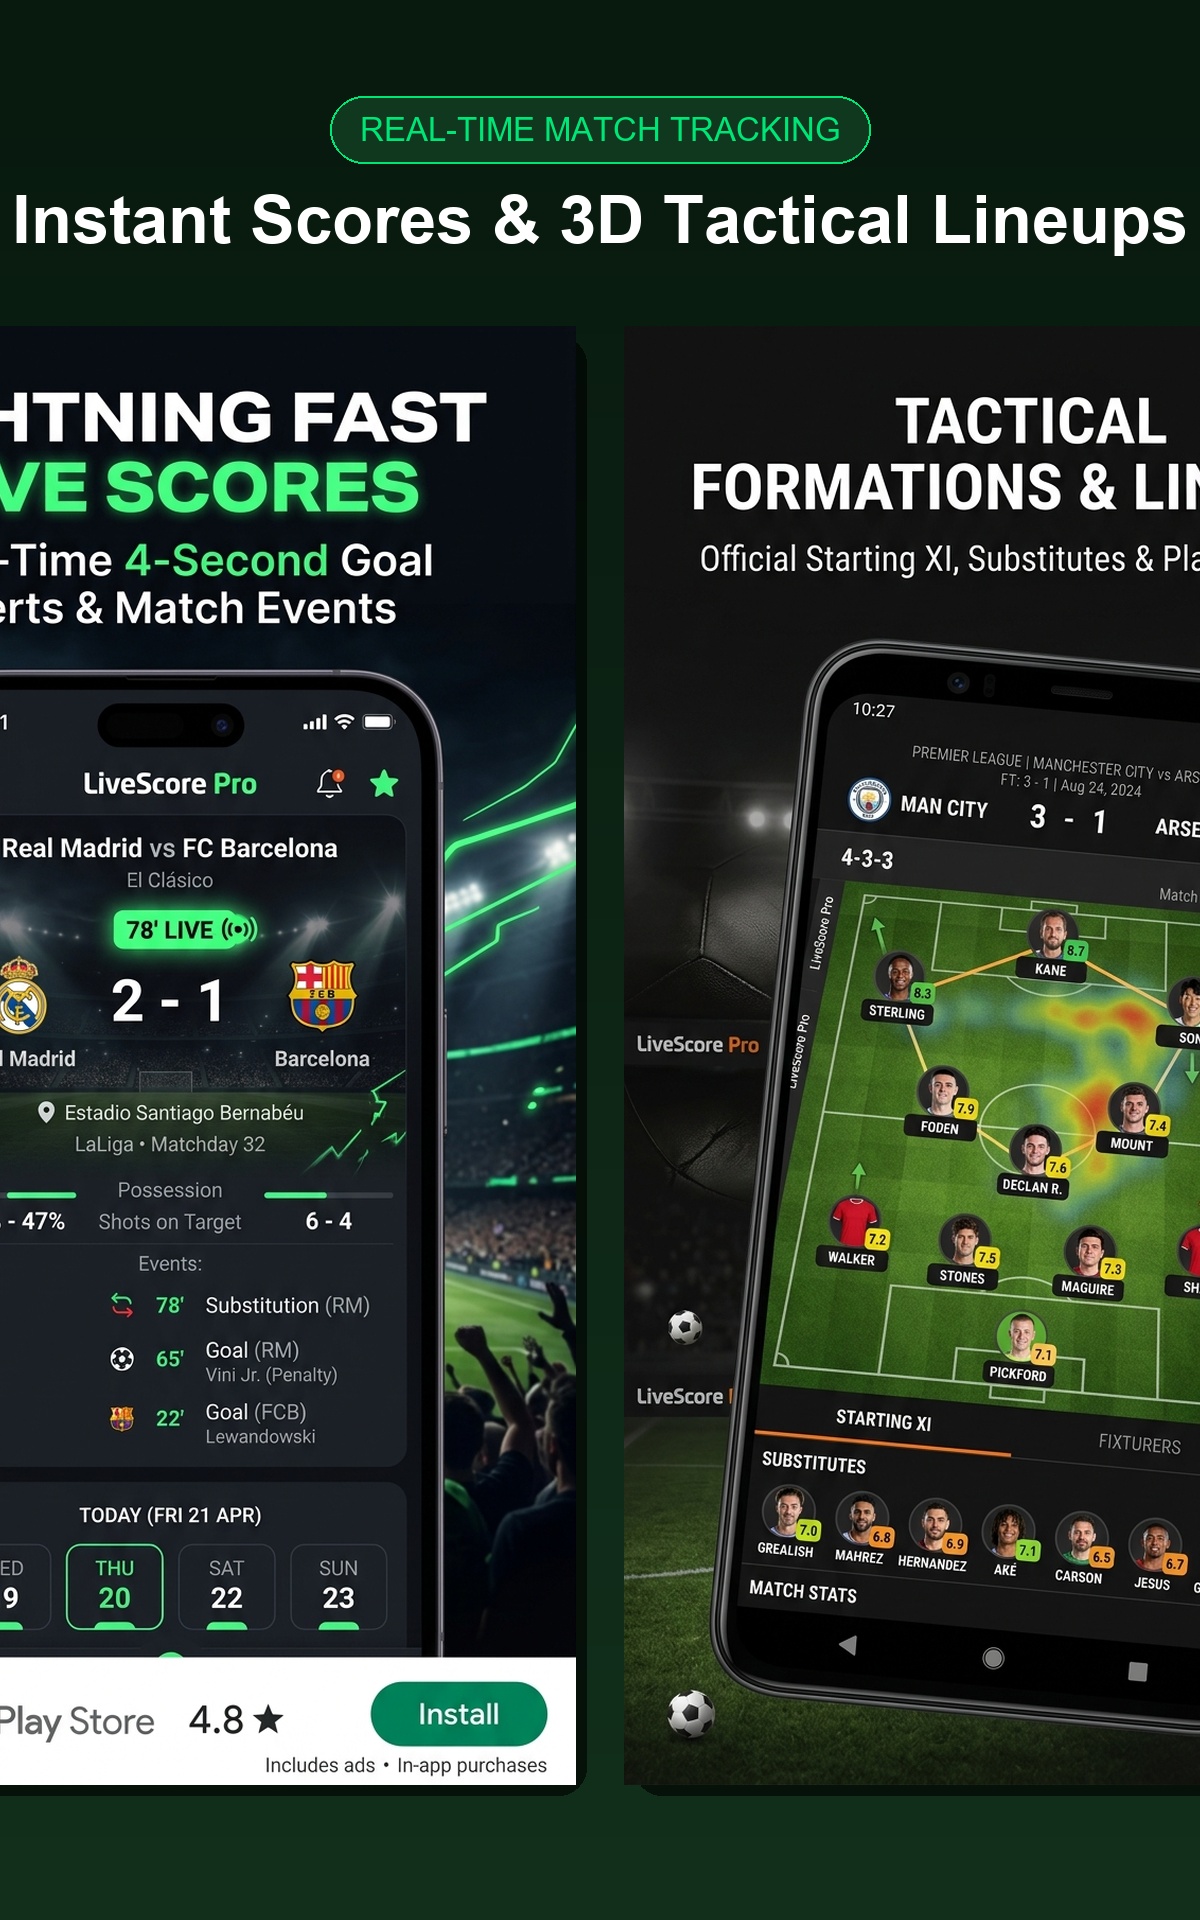 REAL-TIME MATCH TRACKING
Instant Scores & 3D Tactical Lineups
HTNING FAST
VE SCORES
-Time 4-Second Goal
erts & Match Events
1
LiveScore Pro
Real Madrid vs FC Barcelona
El Clásico
78' LIVE
2 - 1
FCB
l Madrid
Barcelona
Estadio Santiago Bernabéu
LaLiga • Matchday 32
Possession
- 47%
Shots on Target
6 - 4
Events:
78' Substitution (RM)
65' Goal (RM)
Vini Jr. (Penalty)
22' Goal (FCB)
Lewandowski
TODAY (FRI 21 APR)
ED THU SAT SUN
9 20 22 23
Play Store 4.8 ★ Install
Includes ads • In-app purchases
TACTICAL
FORMATIONS & LIN
Official Starting XI, Substitutes & Pla
10:27
PREMIER LEAGUE | MANCHESTER CITY vs ARS
FT: 3 - 1 | Aug 24, 2024
MAN CITY 3 - 1 ARSE
4-3-3
Match
LiveScore Pro
LiveScore Pro
8.7
KANE
8.3
STERLING
SON
7.9
FODEN
7.4
MOUNT
7.6
DECLAN R.
7.2
WALKER
7.5
STONES
7.3
MAGUIRE
SH
7.1
PICKFORD
LiveScore Pro
LiveScore
STARTING XI
FIXTURERS
SUBSTITUTES
7.0 6.8 6.9 7.1 6.5 6.7
GREALISH MAHREZ HERNANDEZ AKÉ CARSON JESUS G
MATCH STATS